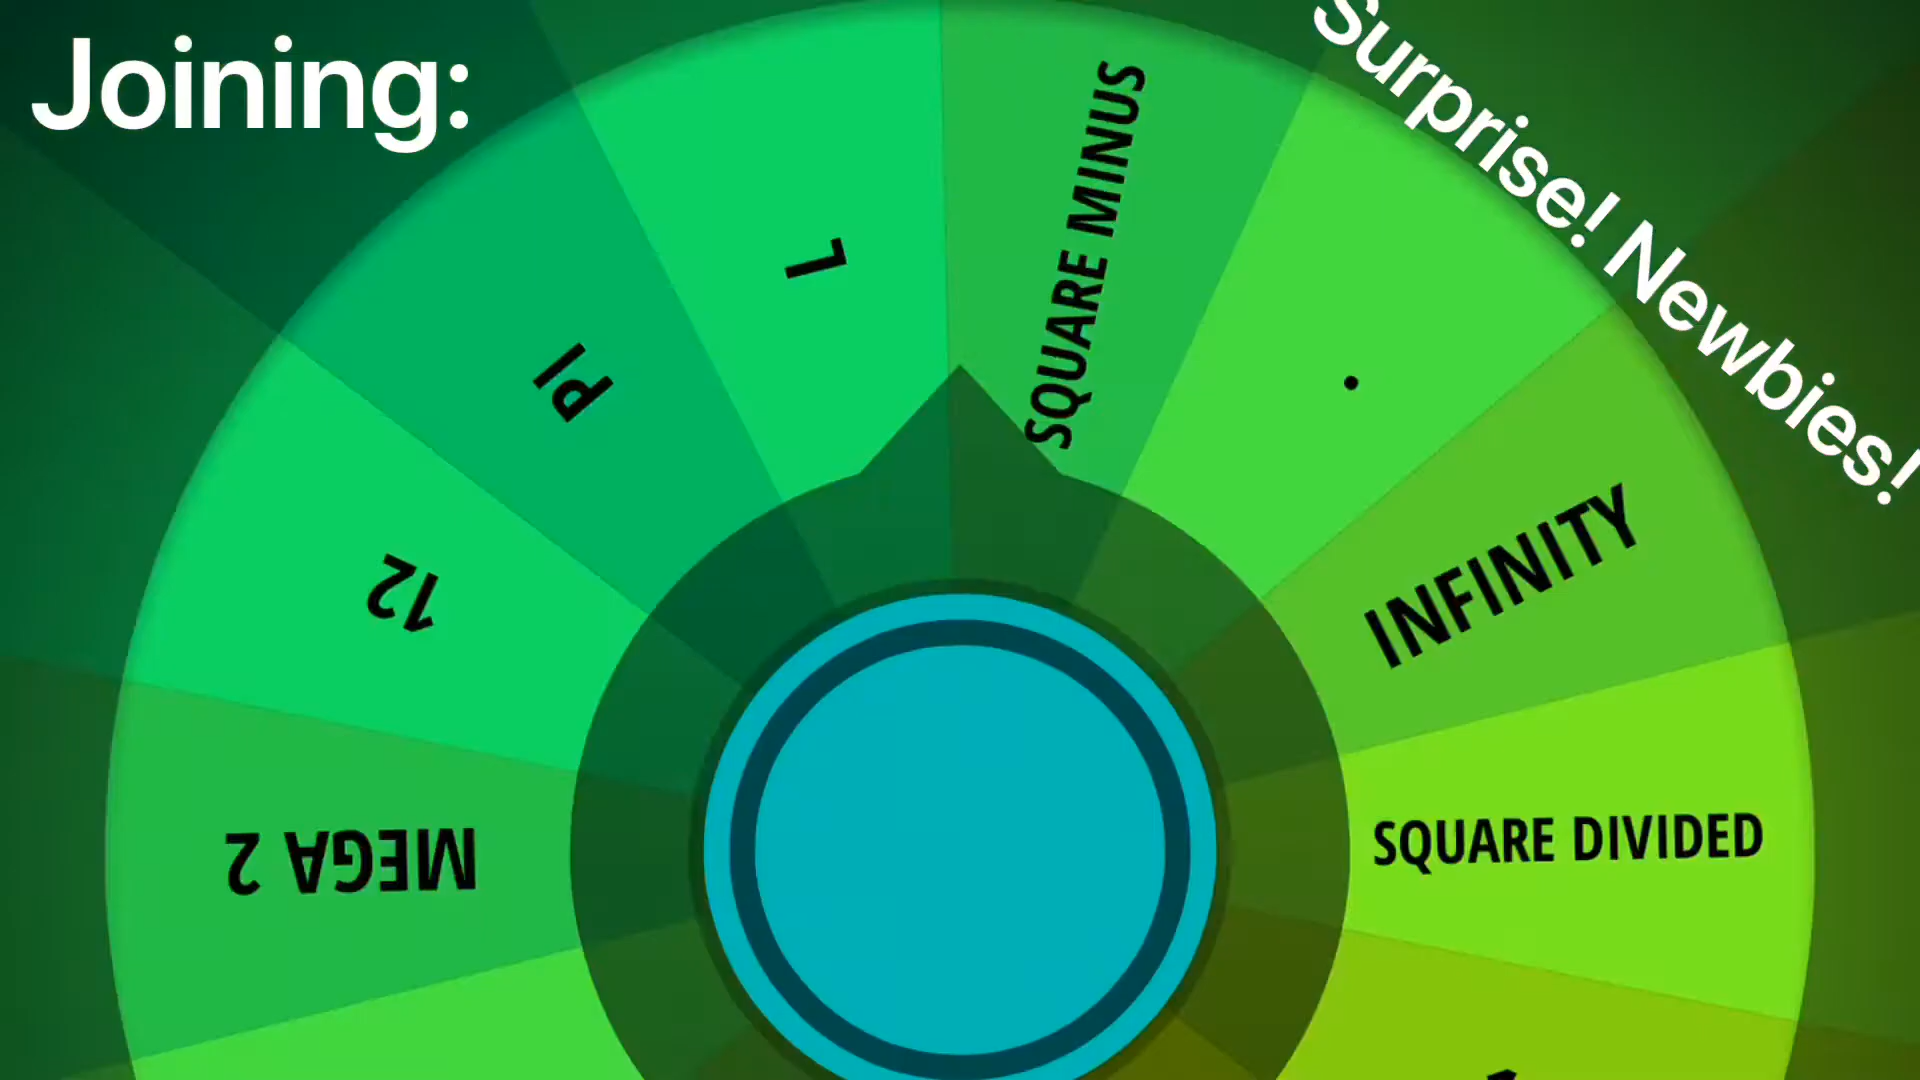 Joining:
Surprise! Newbies!
L
SQUARE MINUS
.
PI
INFINITY
12
SQUARE DIVIDED
MEGA 2